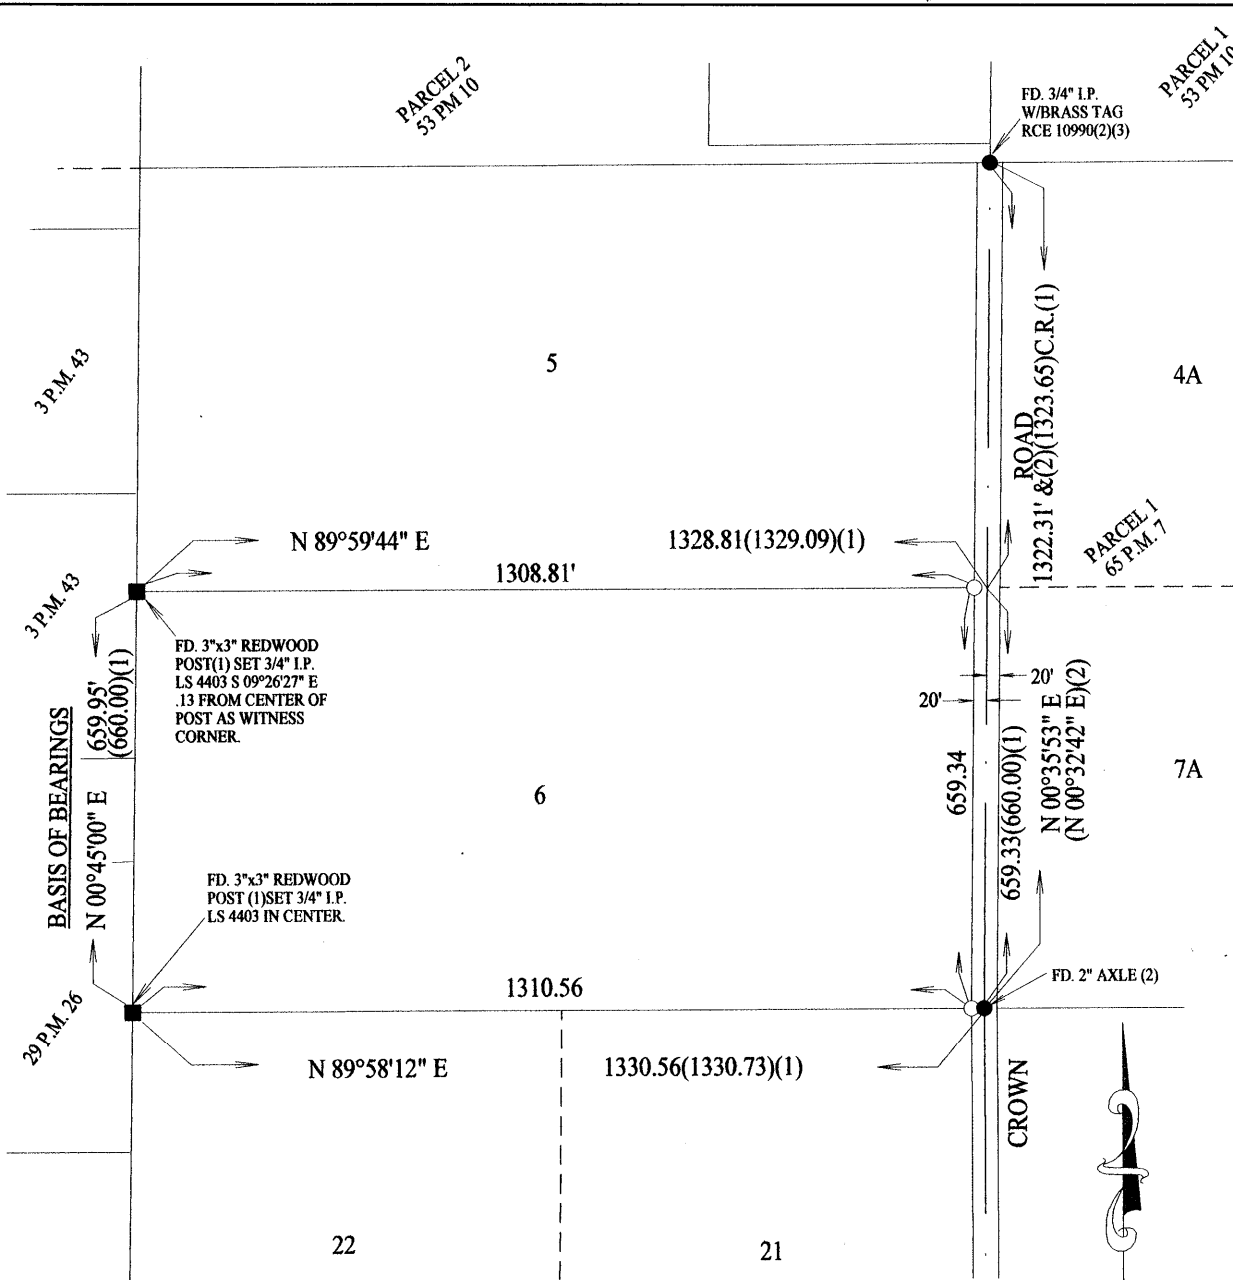 PARCEL 2
53 PM 10
PARCEL 1
53 PM 10
FD. 3/4" I.P.
W/BRASS TAG
RCE 10990(2)(3)
3 P.M. 43
5
4A
ROAD
1322.31' &(2)(1323.65)C.R.(1)
N 89°59'44" E
1328.81(1329.09)(1)
1308.81'
PARCEL 1
65 P.M. 7
3 P.M. 43
FD. 3"x3" REDWOOD
POST(1) SET 3/4" I.P.
LS 4403 S 09°26'27" E
.13 FROM CENTER OF
POST AS WITNESS
CORNER.
659.95'
(660.00)(1)
BASIS OF BEARINGS
N 00°45'00" E
20'
20'
659.34
659.33(660.00)(1)
N 00°35'53" E
(N 00°32'42" E)(2)
6
7A
FD. 3"x3" REDWOOD
POST (1)SET 3/4" I.P.
LS 4403 IN CENTER.
29 P.M. 26
1310.56
FD. 2" AXLE (2)
N 89°58'12" E
1330.56(1330.73)(1)
CROWN
22
21